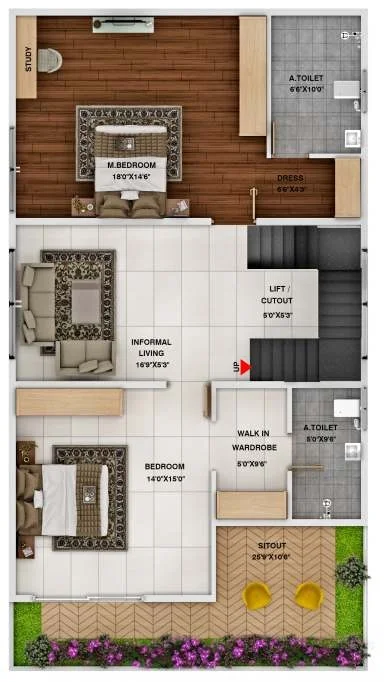 STUDY
A.TOILET
6'6"X10'0"
M.BEDROOM
18'0"X14'6"
DRESS
6'6"X4'3"
LIFT /
CUTOUT
5'0"X5'3"
INFORMAL
LIVING
16'9"X5'3"
UP
WALK IN
WARDROBE
5'0"X9'6"
A.TOILET
5'0"X9'6"
BEDROOM
14'0"X15'0"
SITOUT
25'9"X10'6"